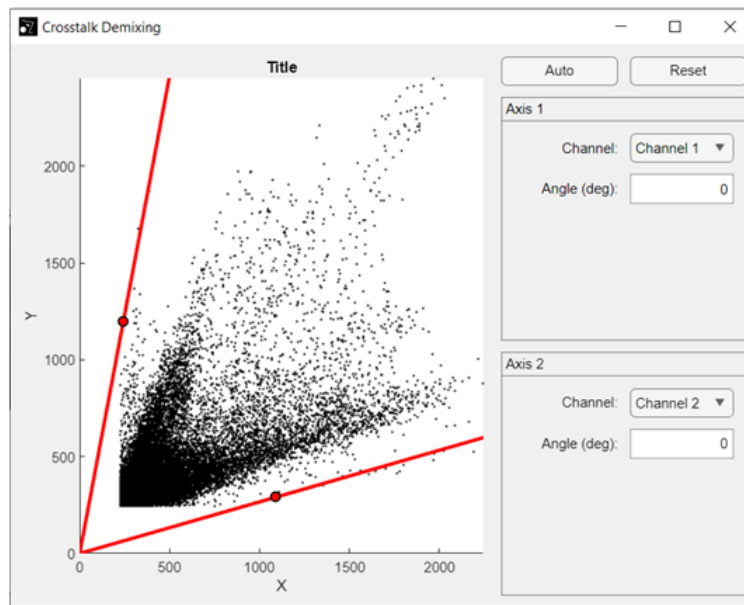 Crosstalk Demixing
Title
Auto
Reset
Axis 1
Channel:
Channel 1
Angle (deg):
0
Axis 2
Channel:
Channel 2
Angle (deg):
0
Y
2000
1500
1000
500
0
0
500
1000
1500
2000
X